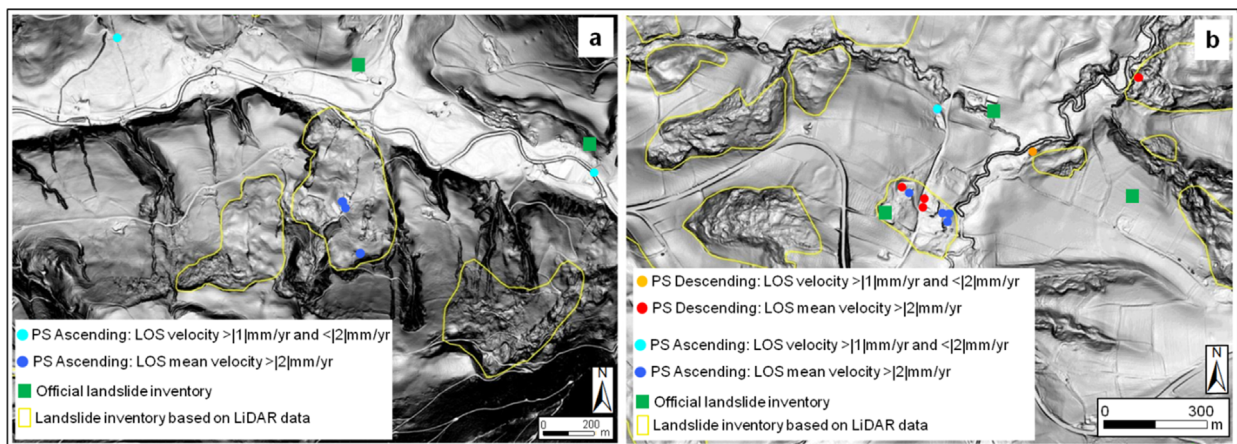 a
PS Ascending: LOS velocity >|1|mm/yr and <|2|mm/yr
PS Ascending: LOS mean velocity >|2|mm/yr
Official landslide inventory
Landslide inventory based on LiDAR data
N
0 200
m
b
PS Descending: LOS velocity >|1|mm/yr and <|2|mm/yr
PS Descending: LOS mean velocity >|2|mm/yr
PS Ascending: LOS velocity >|1|mm/yr and <|2|mm/yr
PS Ascending: LOS mean velocity >|2|mm/yr
Official landslide inventory
Landslide inventory based on LiDAR data
N
0 300
m